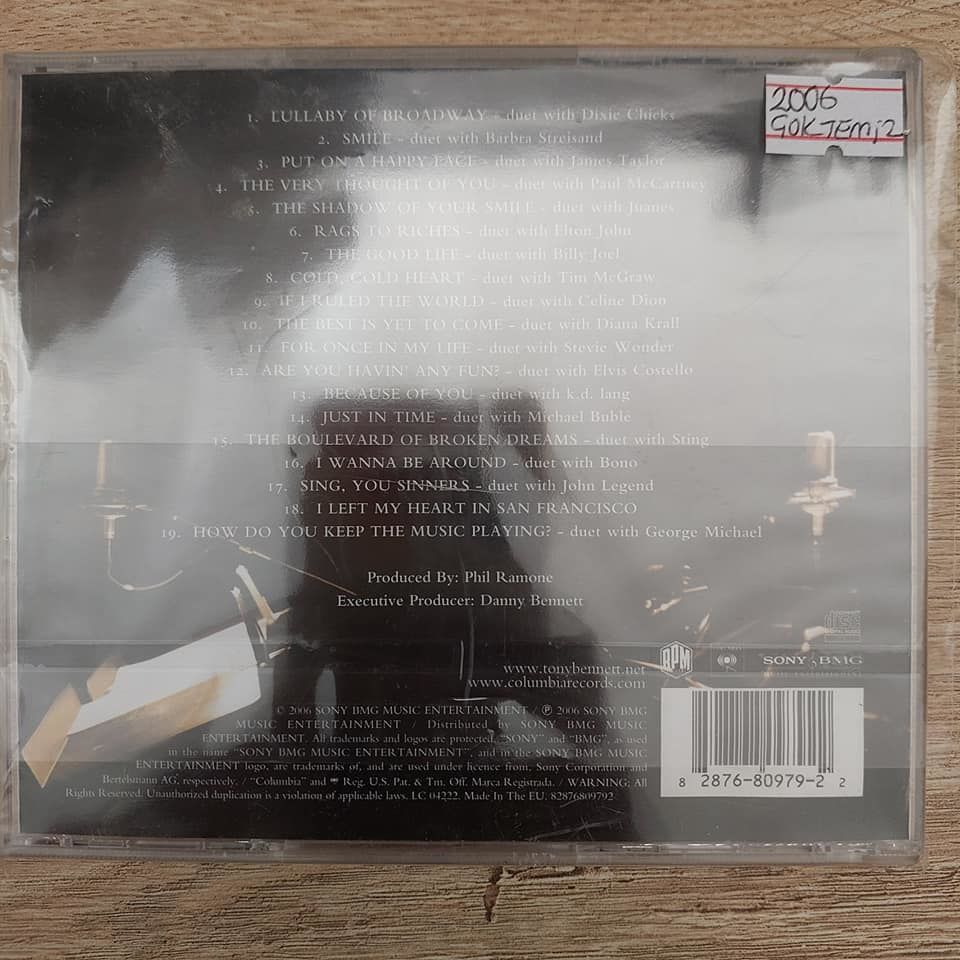 2006
ÇOK TEMİZ
1. LULLABY OF BROADWAY - duet with Dixie Chicks
2. SMILE - duet with Barbra Streisand
3. PUT ON A HAPPY FACE - duet with James Taylor
4. THE VERY THOUGHT OF YOU - duet with Paul McCartney
5. THE SHADOW OF YOUR SMILE - duet with Juanes
6. RAGS TO RICHES - duet with Elton John
7. THE GOOD LIFE - duet with Billy Joel
8. COLD, COLD HEART - duet with Tim McGraw
9. IF I RULED THE WORLD - duet with Celine Dion
10. THE BEST IS YET TO COME - duet with Diana Krall
11. FOR ONCE IN MY LIFE - duet with Stevie Wonder
12. ARE YOU HAVIN' ANY FUN? - duet with Elvis Costello
13. BECAUSE OF YOU - duet with k.d. lang
14. JUST IN TIME - duet with Michael Bublé
15. THE BOULEVARD OF BROKEN DREAMS - duet with Sting
16. I WANNA BE AROUND - duet with Bono
17. SING, YOU SINNERS - duet with John Legend
18. I LEFT MY HEART IN SAN FRANCISCO
19. HOW DO YOU KEEP THE MUSIC PLAYING? - duet with George Michael
Produced By: Phil Ramone
Executive Producer: Danny Bennett
COMPACT
disc
DIGITAL AUDIO
www.tonybennett.net
www.columbiarecords.com
RPM
SONY BMG
MUSIC ENTERTAINMENT
© 2006 SONY BMG MUSIC ENTERTAINMENT / ℗ 2006 SONY BMG
MUSIC ENTERTAINMENT / Distributed by SONY BMG MUSIC
ENTERTAINMENT. All trademarks and logos are protected. "SONY" and "BMG", as used
in the name "SONY BMG MUSIC ENTERTAINMENT", and in the SONY BMG MUSIC
ENTERTAINMENT logo, are trademarks of, and are used under licence from, Sony Corporation and
Bertelsmann AG, respectively. / "Columbia" and Reg. U.S. Pat. & Tm. Off. Marca Registrada. / WARNING: All
Rights Reserved. Unauthorized duplication is a violation of applicable laws. LC 04222. Made In The EU. 82876809792
8 2876-80979-2 2